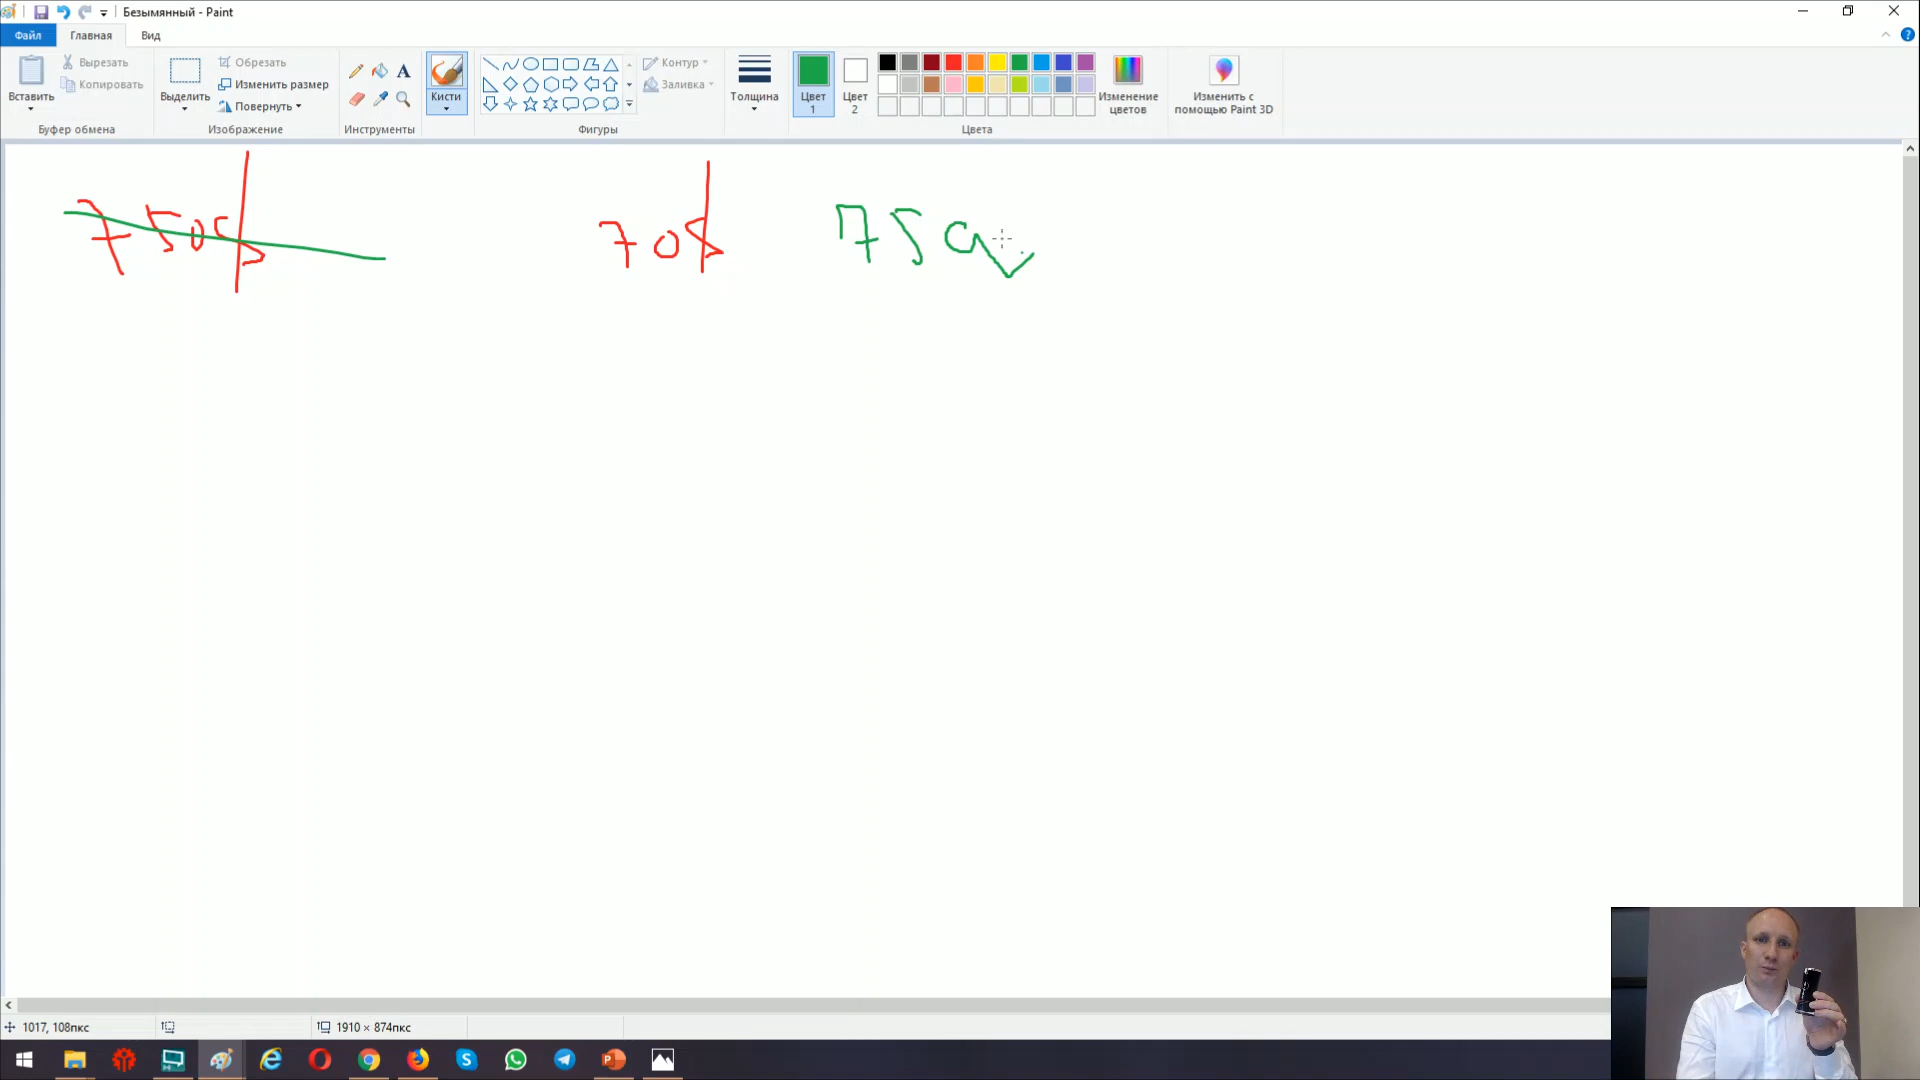 Безымянный - Paint
Файл Главная Вид
Вставить
Вырезать
Копировать
Буфер обмена
Выделить
Обрезать
Изменить размер
Повернуть
Изображение
Инструменты
Кисти
Фигуры
Контур
Заливка
Толщина
Цвет 1
Цвет 2
Изменение цветов
Цвета
Изменить с помощью Paint 3D
750$ 70$ 75
1017, 108пкс 1910 × 874пкс